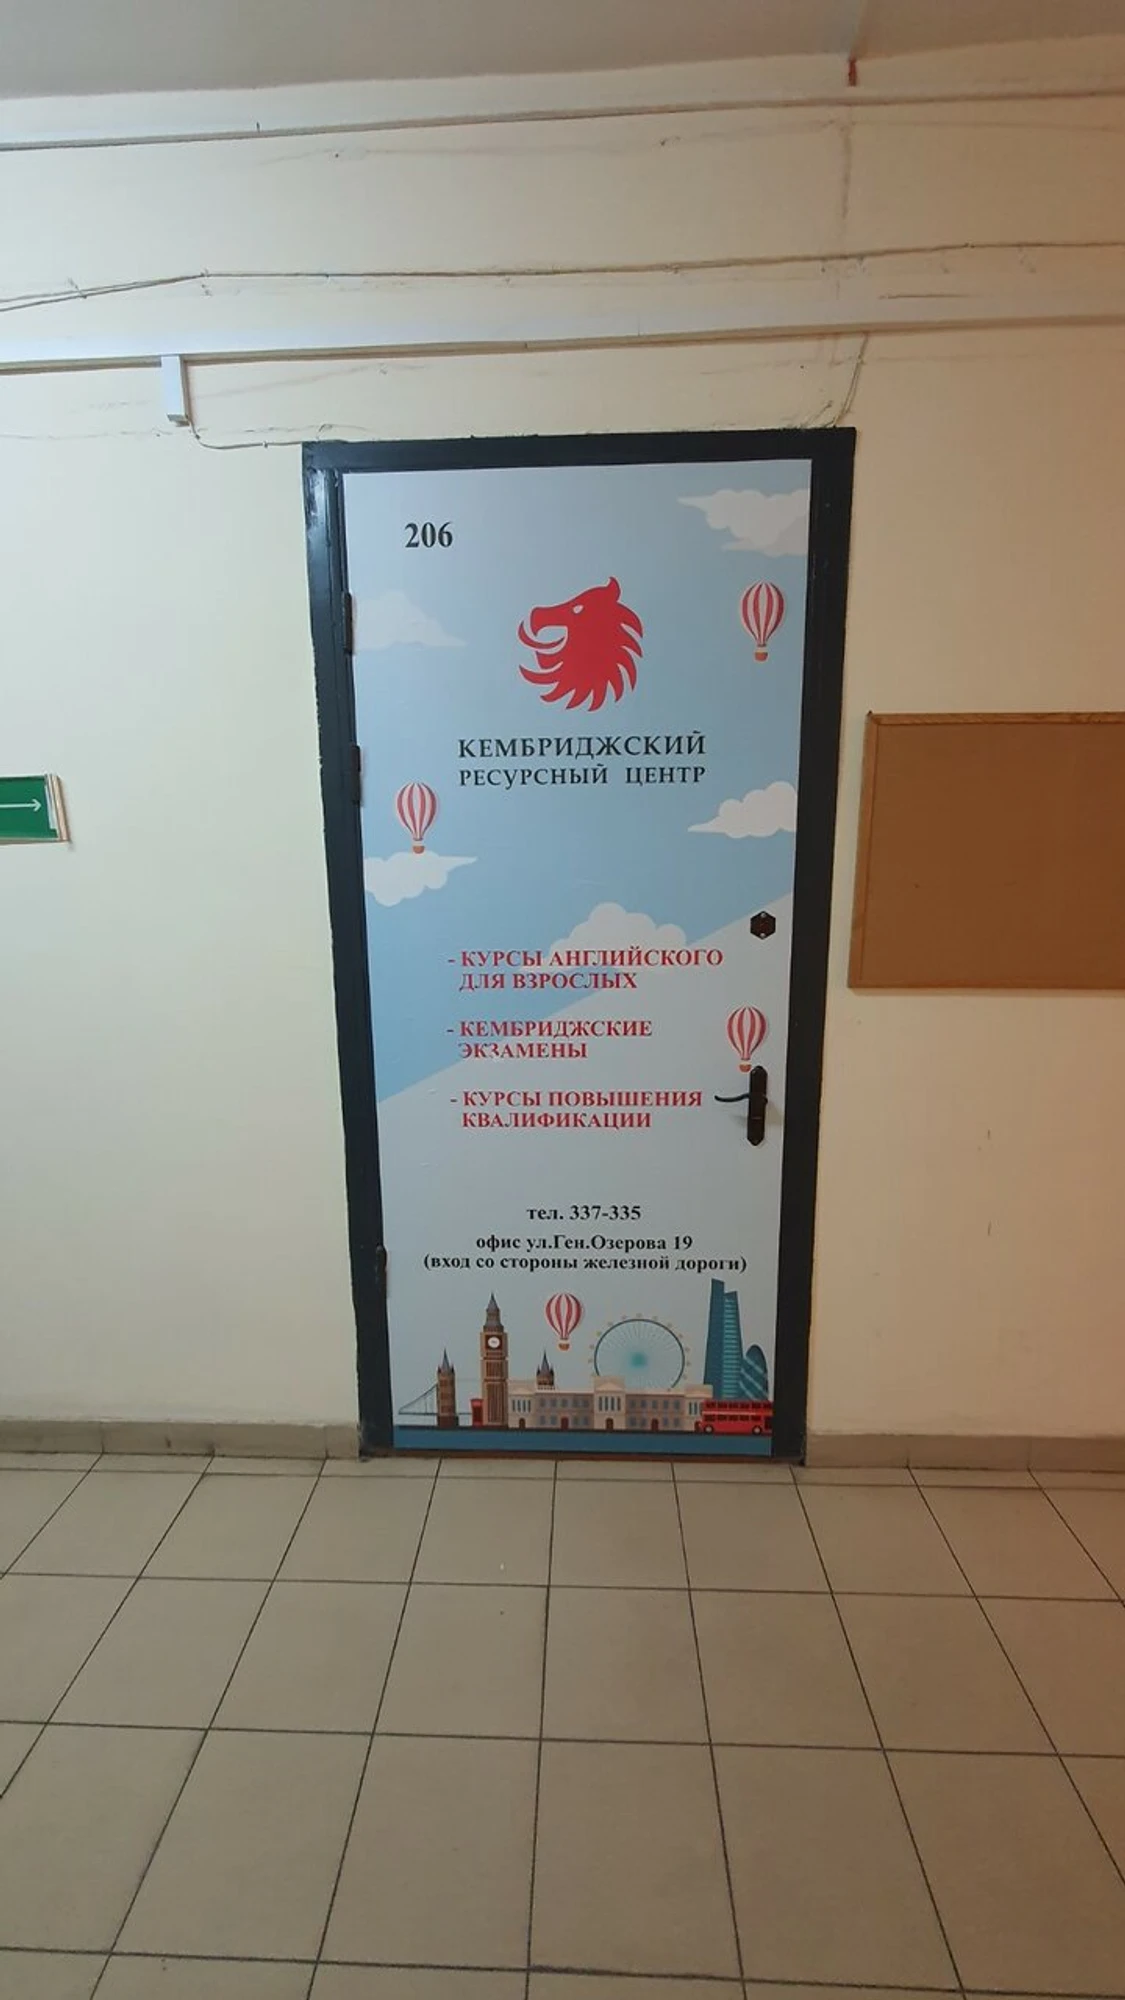 206
КЕМБРИДЖСКИЙ
РЕСУРСНЫЙ ЦЕНТР
- КУРСЫ АНГЛИЙСКОГО
ДЛЯ ВЗРОСЛЫХ
- КЕМБРИДЖСКИЕ
ЭКЗАМЕНЫ
- КУРСЫ ПОВЫШЕНИЯ
КВАЛИФИКАЦИИ
тел. 337-335
офис ул.Ген.Озерова 19
(вход со стороны железной дороги)